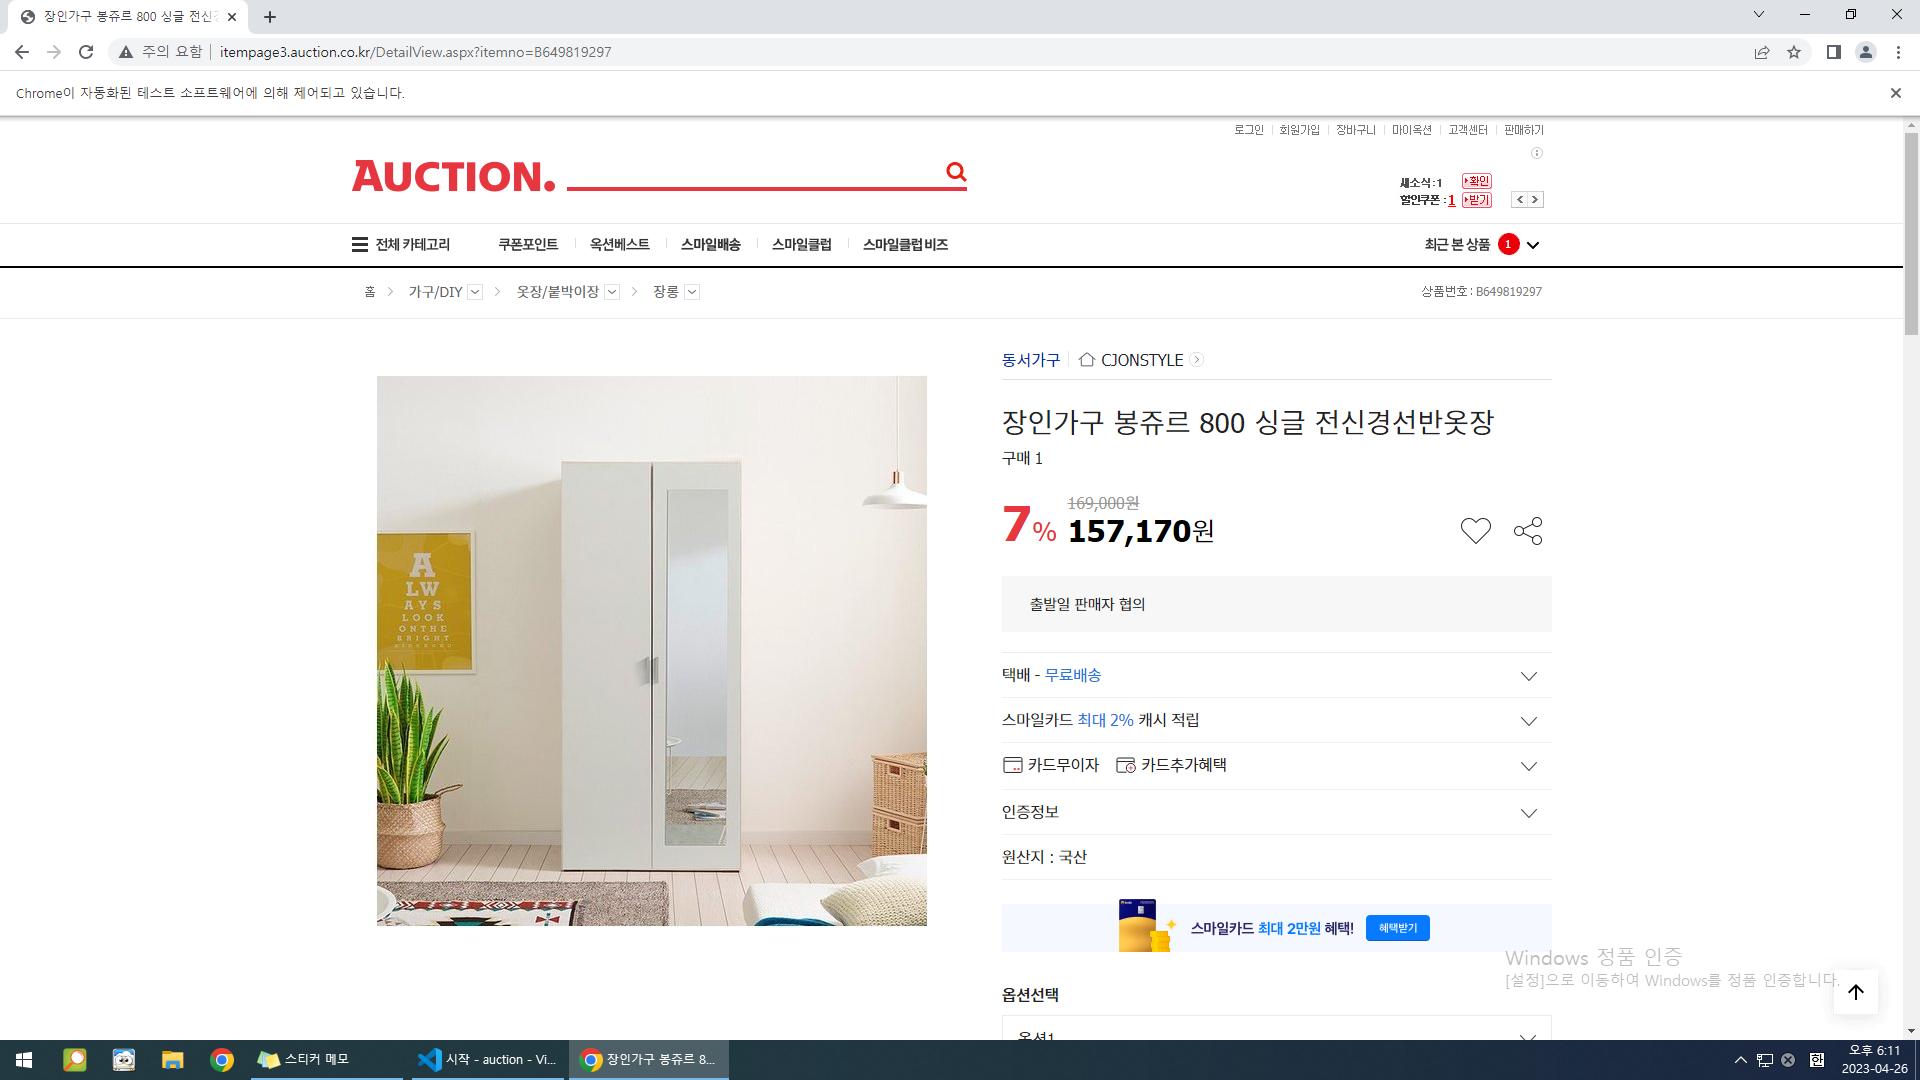 장인가구 봉쥬르 800 싱글 전신경
주의 요함
itempage3.auction.co.kr/DetailView.aspx?itemno=B649819297
Chrome이 자동화된 테스트 소프트웨어에 의해 제어되고 있습니다.
로그인 회원가입 장바구니 마이옥션 고객센터 판매하기
AUCTION.
새소식:1 확인
할인쿠폰:1 받기
전체 카테고리 쿠폰포인트 옥션베스트 스마일배송 스마일클럽 스마일클럽 비즈 최근 본 상품 1
홈 가구/DIY 옷장/붙박이장 장롱 상품번호 : B649819297
동서가구 CJONSTYLE
장인가구 봉쥬르 800 싱글 전신경선반옷장
구매 1
169,000원
7% 157,170원
A
LW
AYS
LOOK
ON THE
BRIGHT
출발일 판매자 협의
택배 - 무료배송
스마일카드 최대 2% 캐시 적립
카드무이자 카드추가혜택
인증정보
원산지 : 국산
스마일카드 최대 2만원 혜택! 혜택받기
Windows 정품 인증
[설정]으로 이동하여 Windows를 정품 인증합니다.
옵션선택
옵션1
스티커 메모
시작 - auction - Vi...
장인가구 봉쥬르 8...
한
오후 6:11
2023-04-26